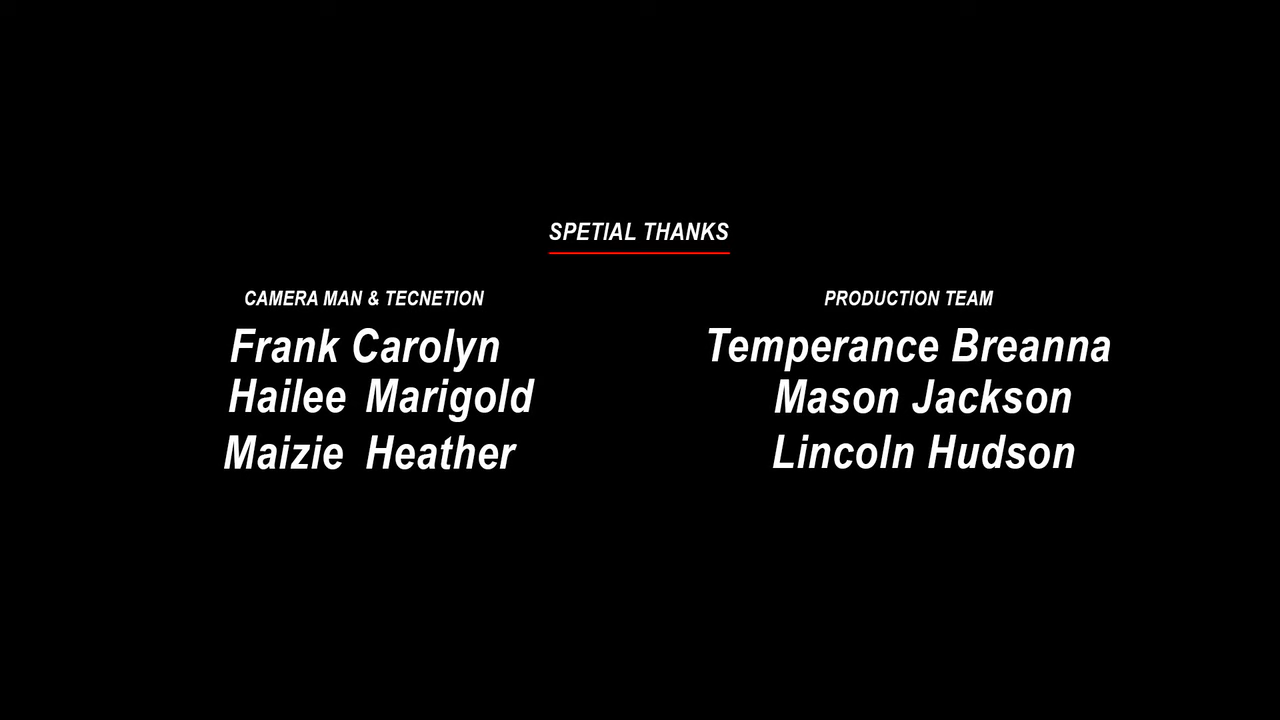 SPETIAL THANKS
CAMERA MAN & TECNETION
Frank Carolyn
Hailee Marigold
Maizie Heather
PRODUCTION TEAM
Temperance Breanna
Mason Jackson
Lincoln Hudson